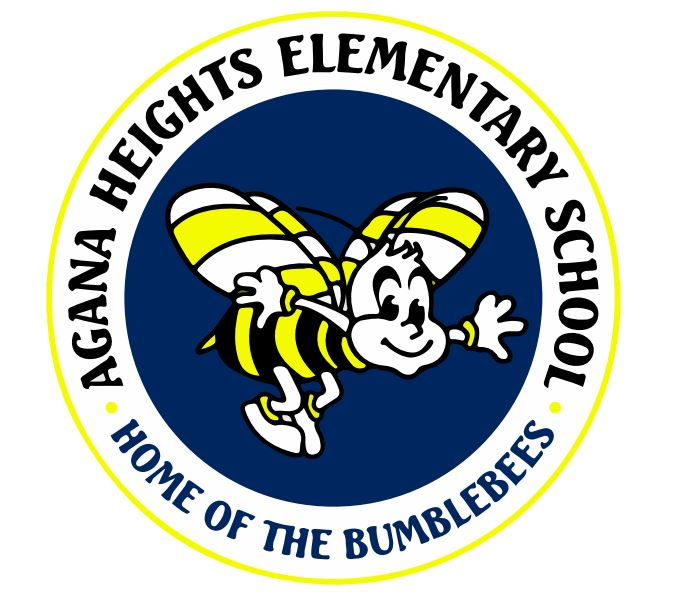 AGANA HEIGHTS ELEMENTARY SCHOOL
HOME OF THE BUMBLEBEES